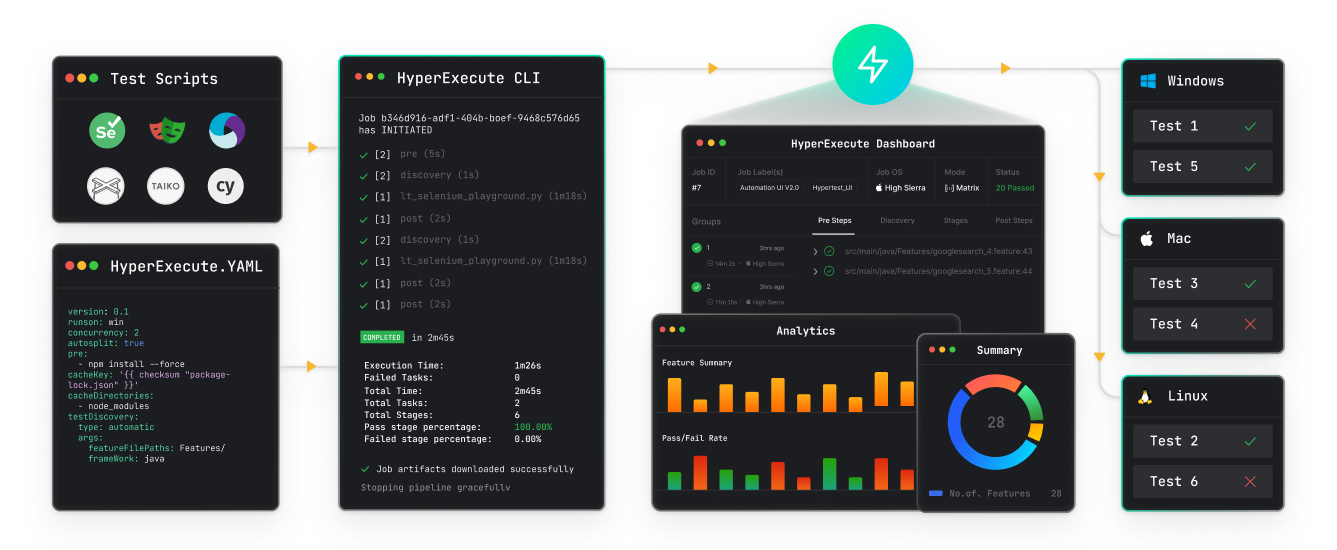 Test Scripts
Se
TAIKO
cy
HyperExecute.YAML
version: 0.1
runson: win
concurrency: 2
autosplit: true
pre:
- npm install --force
cacheKey: '{{ checksum "package-
lock.json" }}'
cacheDirectories:
- node_modules
testDiscovery:
type: automatic
args:
featureFilePaths: Features/
frameWork: java
HyperExecute CLI
Job b346d916-adf1-404b-boef-9468c576d65
has INITIATED
[2] pre (5s)
[2] discovery (1s)
[1] lt_selenium_playground.py (1m18s)
[1] post (2s)
[2] discovery (1s)
[1] lt_selenium_playground.py (1m18s)
[1] post (2s)
[1] post (2s)
COMPLETED in 2m45s
Execution Time: 1m26s
Failed Tasks: 0
Total Time: 2m45s
Total Tasks: 2
Total Stages: 6
Pass stage percentage: 100.00%
Failed stage percentage: 0.00%
Job artifacts downloaded successfully
Stopping pipeline gracefully
HyperExecute Dashboard
Job ID Job Label(s) Job OS Mode Status
#7 Automation UI V2.0 Hypertest_UI High Sierra Matrix 20 Passed
Groups Pre Steps Discovery Stages Post Steps
1 3hrs ago
14m 2s · High Sierra
2 3hrs ago
11m 15s · High Sierra
src/main/java/Features/googlesearch_4.feature:43
src/main/java/Features/googlesearch_5.feature:44
Analytics
Feature Summary
Pass/Fail Rate
Summary
28
No.of. Features 28
Windows
Test 1
Test 5
Mac
Test 3
Test 4
Linux
Test 2
Test 6